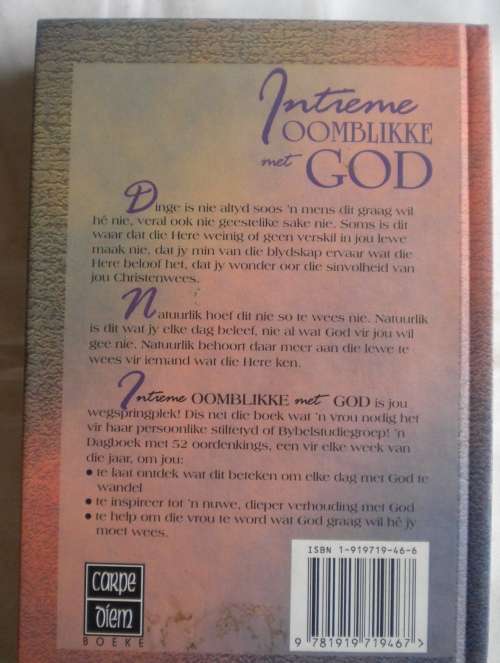 Intieme
OOMBLIKKE
met GOD
Dinge is nie altyd soos 'n mens dit graag wil
hê nie, veral ook nie geestelike sake nie. Soms is dit
waar dat die Here weinig of geen verskil in jou lewe
maak nie, dat jy min van die blydskap ervaar wat die
Here beloof het, dat jy wonder oor die sinvolheid van
jou Christenwees.
Natuurlik hoef dit nie so te wees nie. Natuurlik
is dit wat jy elke dag beleef, nie al wat God vir jou wil
gee nie. Natuurlik behoort daar meer aan die lewe te
wees vir iemand wat die Here ken.
Intieme OOMBLIKKE met GOD is jou
wegspringplek! Dis net die boek wat 'n vrou nodig het
vir haar persoonlike stiltetyd of Bybelstudiegroep! 'n
Dagboek met 52 oordenkings, een vir elke week van
die jaar, om jou:
• te laat ontdek wat dit beteken om elke dag met God te
wandel
• te inspireer tot 'n nuwe, dieper verhouding met God
• te help om die vrou te word wat God graag wil hê jy
moet wees.
ISBN 1-919719-46-6
9 781919 719467 >
CARPE
DIEM
BOEKE